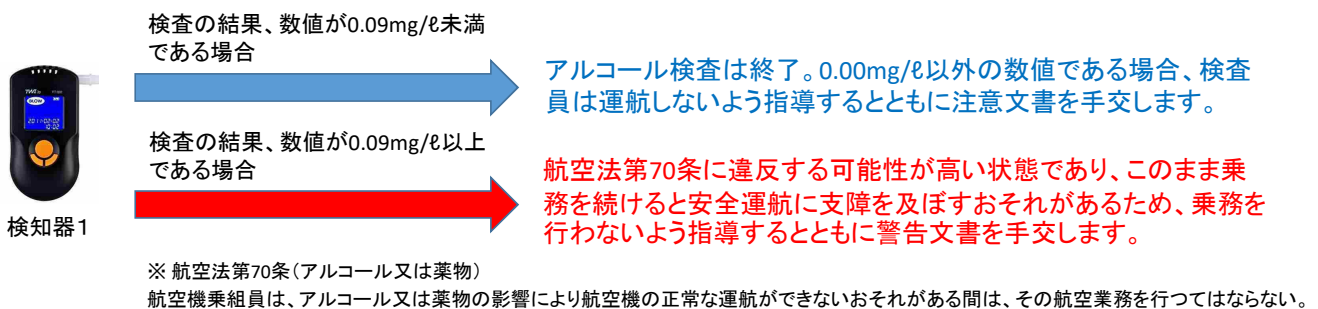 検査の結果、数値が0.09mg/ℓ未満
である場合
アルコール検査は終了。0.00mg/ℓ以外の数値である場合、検査
員は運航しないよう指導するとともに注意文書を手交します。
BLOW
2011/02/02
10:02
検知器1
検査の結果、数値が0.09mg/ℓ以上
である場合
航空法第70条に違反する可能性が高い状態であり、このまま乗
務を続けると安全運航に支障を及ぼすおそれがあるため、乗務を
行わないよう指導するとともに警告文書を手交します。
※ 航空法第70条(アルコール又は薬物)
航空機乗組員は、アルコール又は薬物の影響により航空機の正常な運航ができないおそれがある間は、その航空業務を行つてはならない。